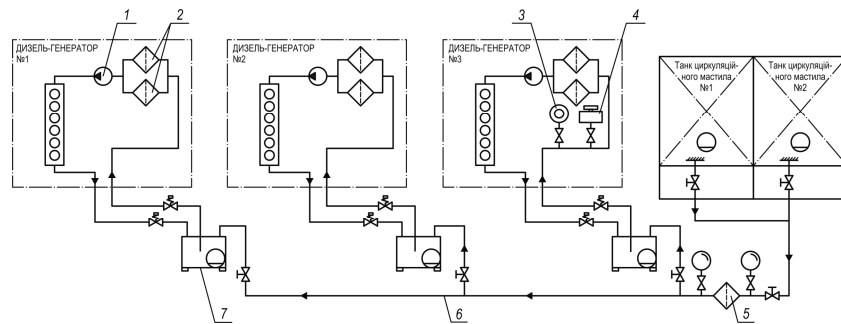 1
2
3
4
ДИЗЕЛЬ-ГЕНЕРАТОР
№1
ДИЗЕЛЬ-ГЕНЕРАТОР
№2
ДИЗЕЛЬ-ГЕНЕРАТОР
№3
Танк циркуляцій-
ного мастила
№1
Танк циркуляцій-
ного мастила
№2
7
6
5